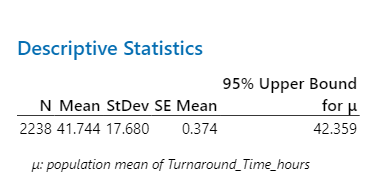 Descriptive Statistics
95% Upper Bound
N Mean StDev SE Mean for μ
2238 41.744 17.680 0.374 42.359
μ: population mean of Turnaround_Time_hours